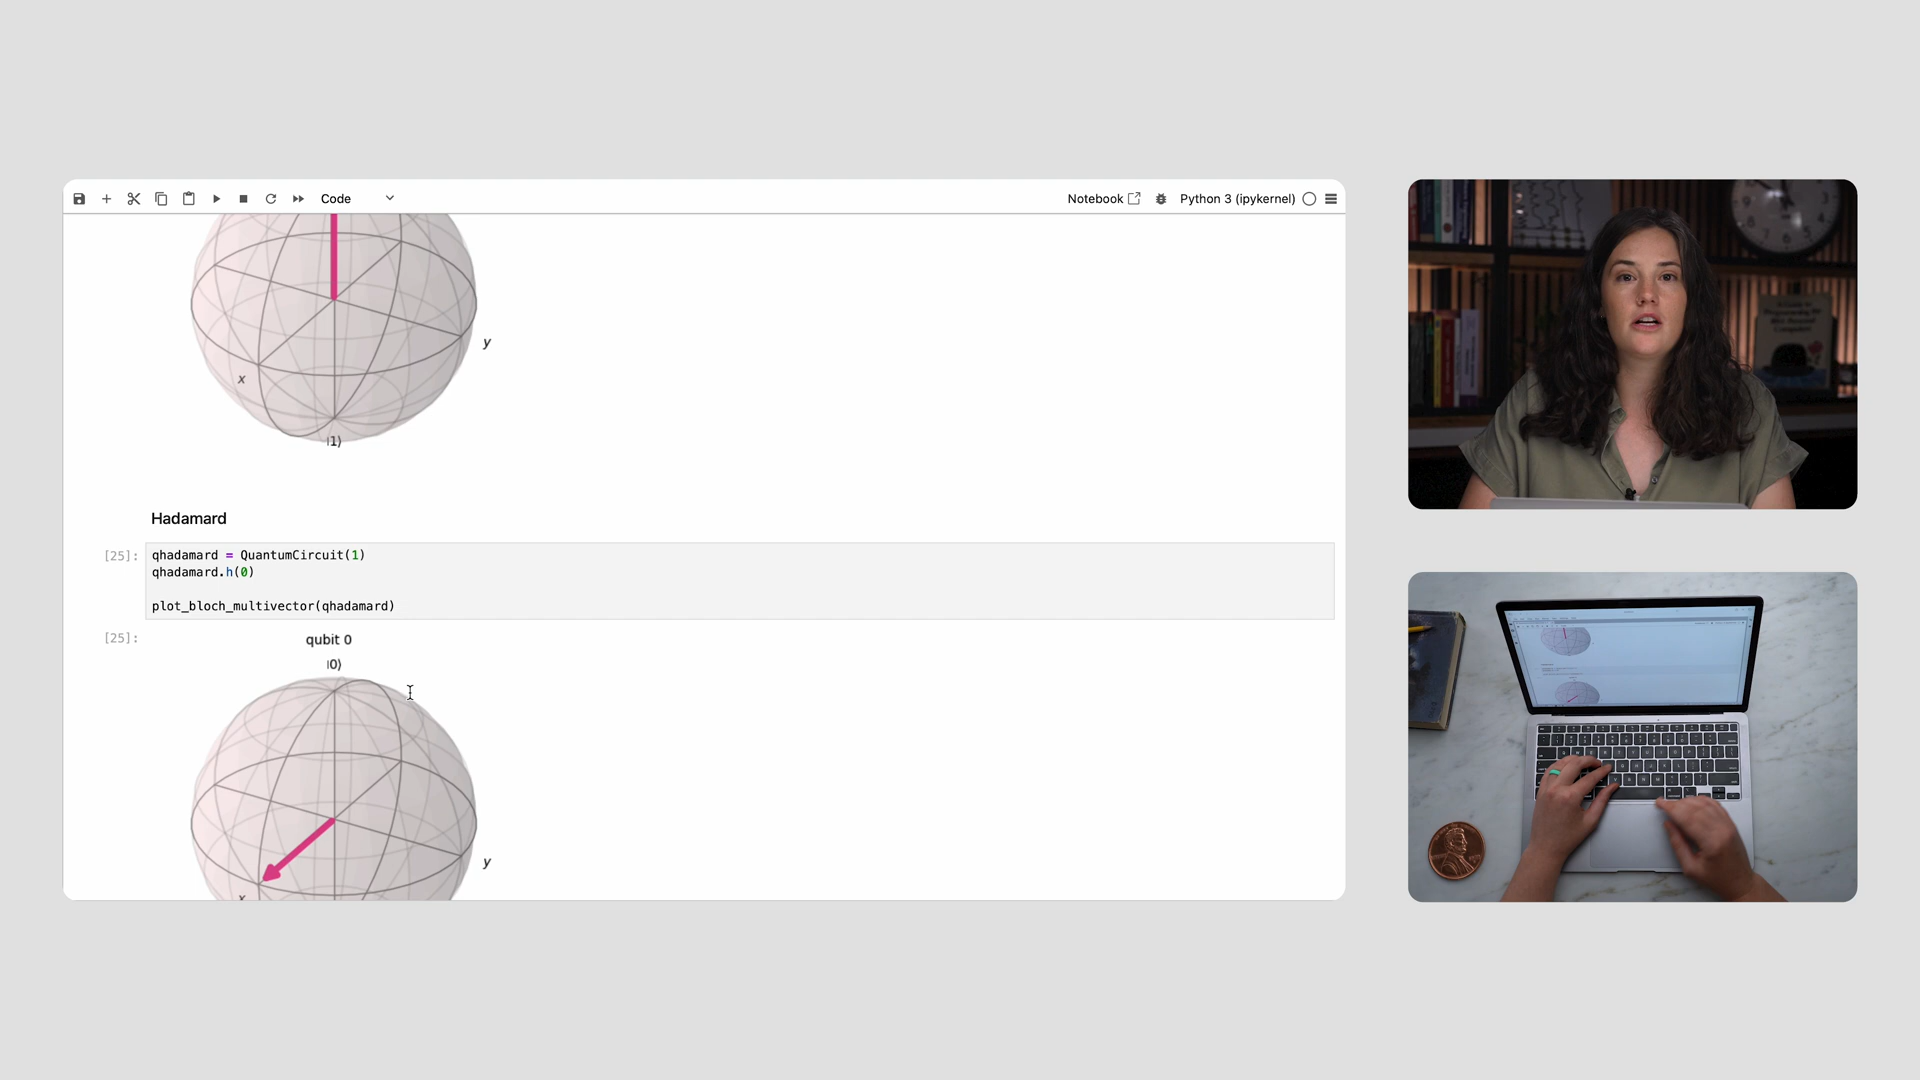 Code
Notebook
Python 3 (ipykernel)
y
x
|1⟩
Hadamard
[25]:
qhadamard = QuantumCircuit(1)
qhadamard.h(0)
plot_bloch_multivector(qhadamard)
[25]:
qubit 0
|0⟩
y
x